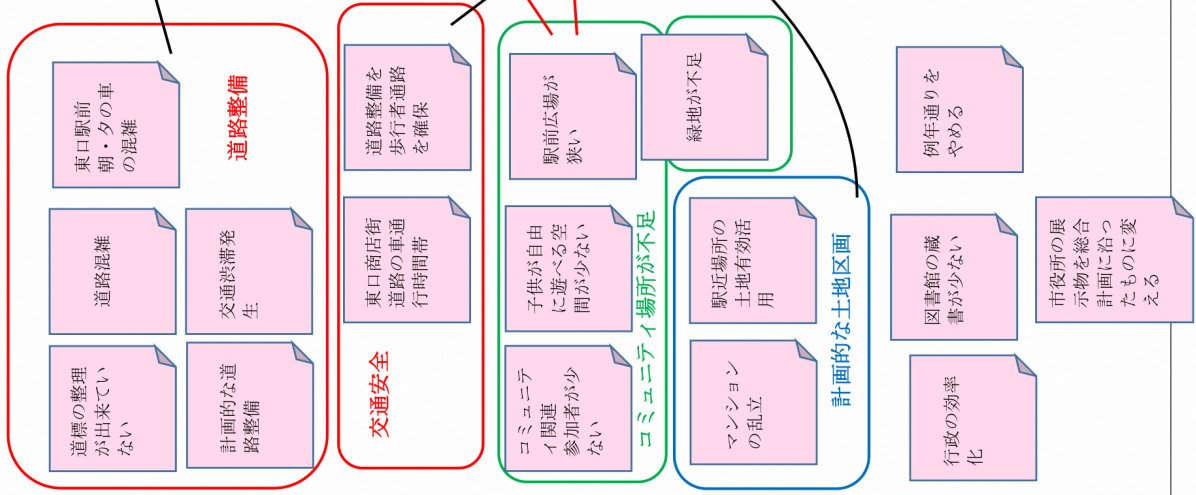 道路整備
東口駅前
朝・夕の車
の混雑
道路混雑
交通渋滞発
生
道標の整理
が出来てい
ない
計画的な道
路整備
交通安全
道路整備を
歩行者通路
を確保
東口商店街
道路の車通
行時間帯
駅前広場が
狭い
子供が自由
に遊べる空
間が少ない
コミュニテ
ィ関連
参加者が少
ない
コミュニティ場所が不足
緑地が不足
駅近場所の
土地有効活
用
マンション
の乱立
計画的な土地区画
例年通りを
やめる
図書館の蔵
書が少ない
行政の効率
化
市役所の展
示物を総合
計画に沿っ
たものに変
える